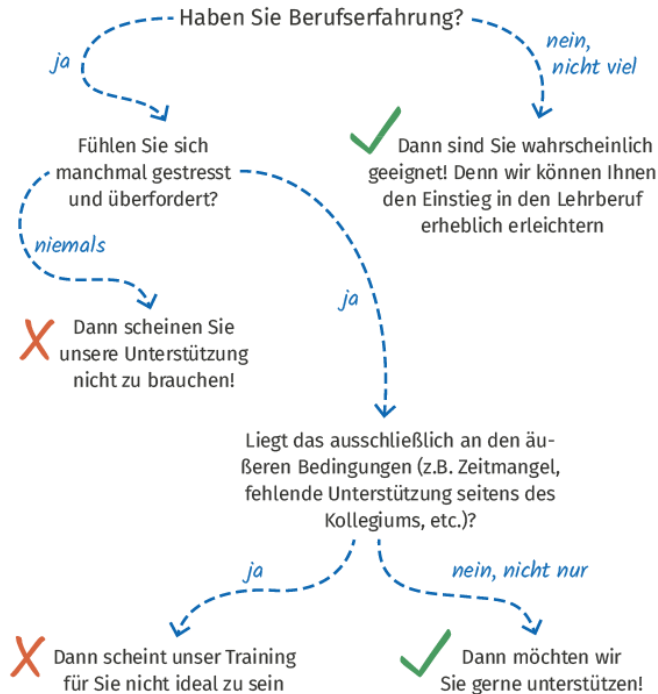 Haben Sie Berufserfahrung?
ja
nein,
nicht viel
Fühlen Sie sich
manchmal gestresst
und überfordert?
Dann sind Sie wahrscheinlich
geeignet! Denn wir können Ihnen
den Einstieg in den Lehrberuf
erheblich erleichtern
niemals
ja
Dann scheinen Sie
unsere Unterstützung
nicht zu brauchen!
Liegt das ausschließlich an den äu-
ßeren Bedingungen (z.B. Zeitmangel,
fehlende Unterstützung seitens des
Kollegiums, etc.)?
ja
nein, nicht nur
Dann scheint unser Training
für Sie nicht ideal zu sein
Dann möchten wir
Sie gerne unterstützen!